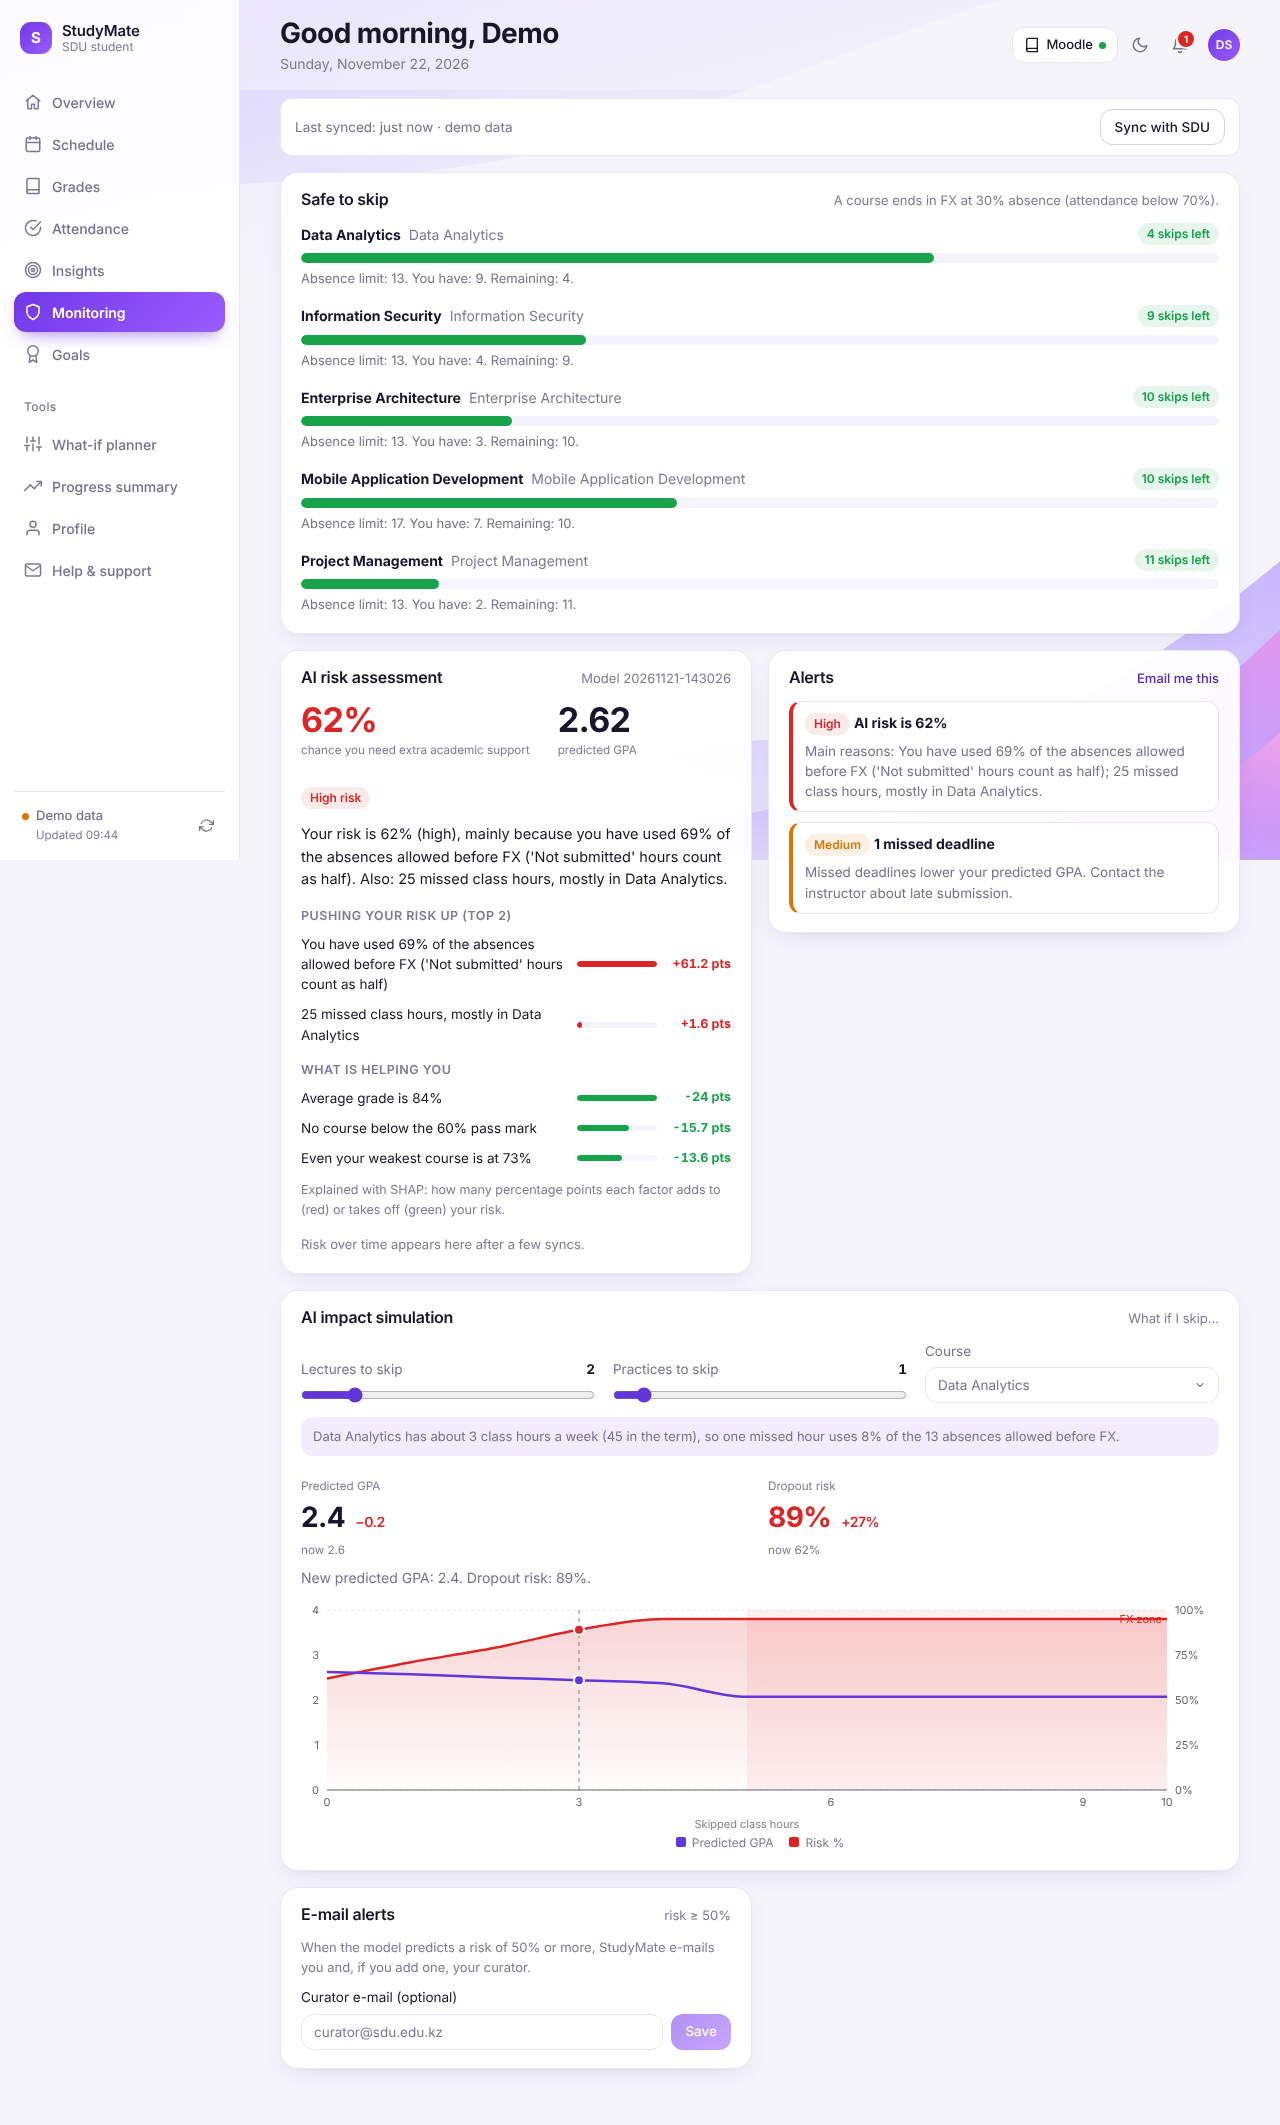 S
StudyMate
SDU student
Overview
Schedule
Grades
Attendance
Insights
Monitoring
Goals
Tools
What-if planner
Progress summary
Profile
Help & support
Demo data
Updated 09:44
Good morning, Demo
Sunday, November 22, 2026
Moodle
1
DS
Last synced: just now · demo data
Sync with SDU
Safe to skip
A course ends in FX at 30% absence (attendance below 70%).
Data Analytics Data Analytics
4 skips left
Absence limit: 13. You have: 9. Remaining: 4.
Information Security Information Security
9 skips left
Absence limit: 13. You have: 4. Remaining: 9.
Enterprise Architecture Enterprise Architecture
10 skips left
Absence limit: 13. You have: 3. Remaining: 10.
Mobile Application Development Mobile Application Development
10 skips left
Absence limit: 17. You have: 7. Remaining: 10.
Project Management Project Management
11 skips left
Absence limit: 13. You have: 2. Remaining: 11.
AI risk assessment
Model 20261121-143026
62%
chance you need extra academic support
2.62
predicted GPA
High risk
Your risk is 62% (high), mainly because you have used 69% of
the absences allowed before FX ('Not submitted' hours count
as half). Also: 25 missed class hours, mostly in Data Analytics.
PUSHING YOUR RISK UP (TOP 2)
You have used 69% of the absences
allowed before FX ('Not submitted' hours
count as half)
+61.2 pts
25 missed class hours, mostly in Data
Analytics
+1.6 pts
WHAT IS HELPING YOU
Average grade is 84%
-24 pts
No course below the 60% pass mark
-15.7 pts
Even your weakest course is at 73%
-13.6 pts
Explained with SHAP: how many percentage points each factor adds to
(red) or takes off (green) your risk.
Risk over time appears here after a few syncs.
Alerts
Email me this
High AI risk is 62%
Main reasons: You have used 69% of the absences allowed
before FX ('Not submitted' hours count as half); 25 missed
class hours, mostly in Data Analytics.
Medium 1 missed deadline
Missed deadlines lower your predicted GPA. Contact the
instructor about late submission.
AI impact simulation
What if I skip...
Lectures to skip
2
Practices to skip
1
Course
Data Analytics
Data Analytics has about 3 class hours a week (45 in the term), so one missed hour uses 8% of the 13 absences allowed before FX.
Predicted GPA
2.4 −0.2
now 2.6
Dropout risk
89% +27%
now 62%
New predicted GPA: 2.4. Dropout risk: 89%.
4
3
2
1
0
100%
75%
50%
25%
0%
FX zone
0
3
6
9
10
Skipped class hours
Predicted GPA
Risk %
E-mail alerts
risk ≥ 50%
When the model predicts a risk of 50% or more, StudyMate e-mails
you and, if you add one, your curator.
Curator e-mail (optional)
curator@sdu.edu.kz
Save